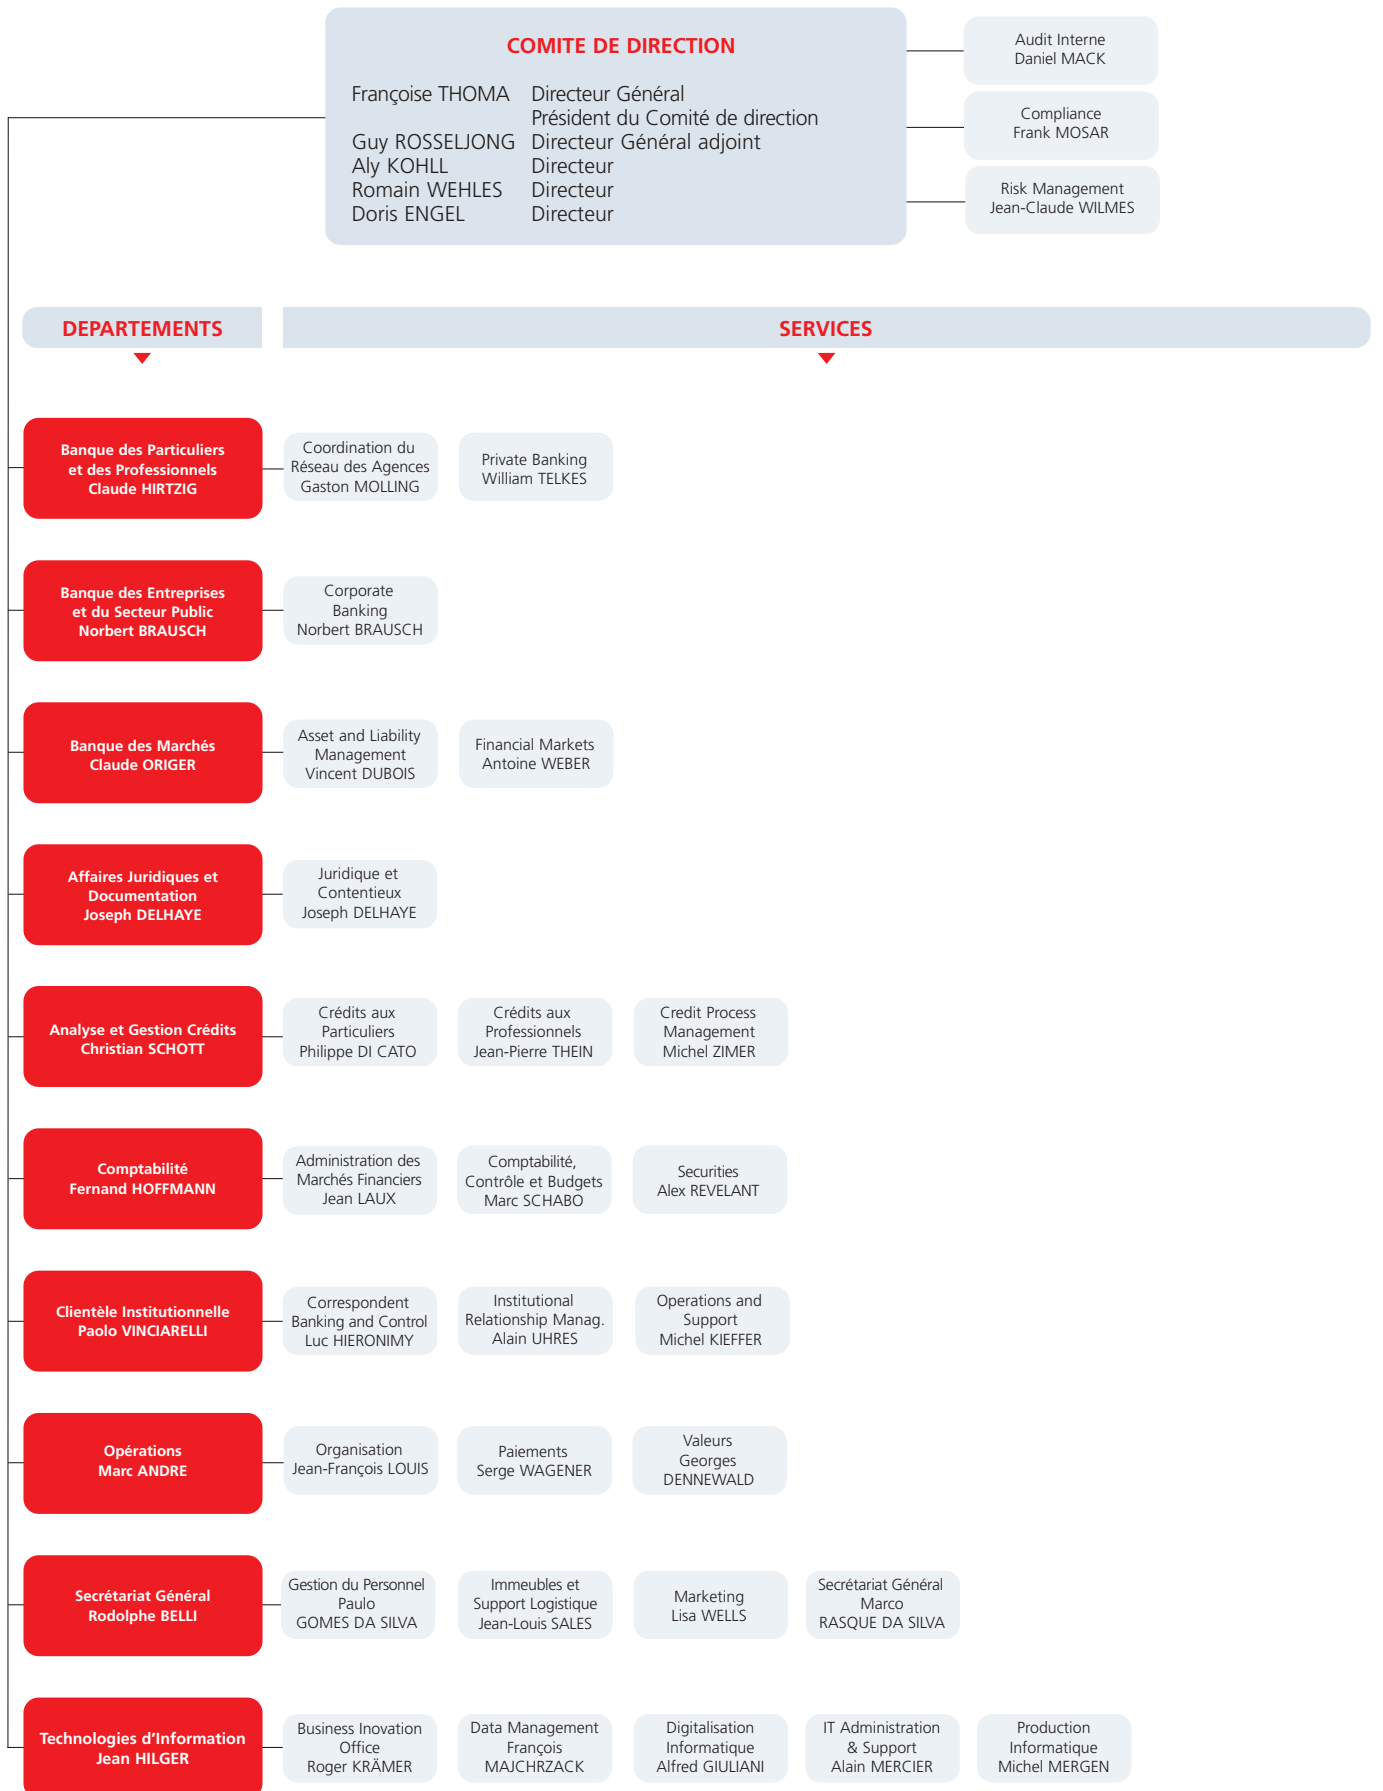 COMITE DE DIRECTION
Françoise THOMA Directeur Général
Président du Comité de direction
Guy ROSSELJONG Directeur Général adjoint
Aly KOHLL Directeur
Romain WEHLES Directeur
Doris ENGEL Directeur
Audit Interne
Daniel MACK
Compliance
Frank MOSAR
Risk Management
Jean-Claude WILMES
DEPARTEMENTS
SERVICES
Banque des Particuliers
et des Professionnels
Claude HIRTZIG
Coordination du
Réseau des Agences
Gaston MOLLING
Private Banking
William TELKES
Banque des Entreprises
et du Secteur Public
Norbert BRAUSCH
Corporate
Banking
Norbert BRAUSCH
Banque des Marchés
Claude ORIGER
Asset and Liability
Management
Vincent DUBOIS
Financial Markets
Antoine WEBER
Affaires Juridiques et
Documentation
Joseph DELHAYE
Juridique et
Contentieux
Joseph DELHAYE
Analyse et Gestion Crédits
Christian SCHOTT
Crédits aux
Particuliers
Philippe DI CATO
Crédits aux
Professionnels
Jean-Pierre THEIN
Credit Process
Management
Michel ZIMER
Comptabilité
Fernand HOFFMANN
Administration des
Marchés Financiers
Jean LAUX
Comptabilité,
Contrôle et Budgets
Marc SCHABO
Securities
Alex REVELANT
Clientèle Institutionnelle
Paolo VINCIARELLI
Correspondent
Banking and Control
Luc HIERONIMY
Institutional
Relationship Manag.
Alain UHRES
Operations and
Support
Michel KIEFFER
Opérations
Marc ANDRE
Organisation
Jean-François LOUIS
Paiements
Serge WAGENER
Valeurs
Georges
DENNEWALD
Secrétariat Général
Rodolphe BELLI
Gestion du Personnel
Paulo
GOMES DA SILVA
Immeubles et
Support Logistique
Jean-Louis SALES
Marketing
Lisa WELLS
Secrétariat Général
Marco
RASQUE DA SILVA
Technologies d'Information
Jean HILGER
Business Inovation
Office
Roger KRÄMER
Data Management
François
MAJCHRZACK
Digitalisation
Informatique
Alfred GIULIANI
IT Administration
& Support
Alain MERCIER
Production
Informatique
Michel MERGEN